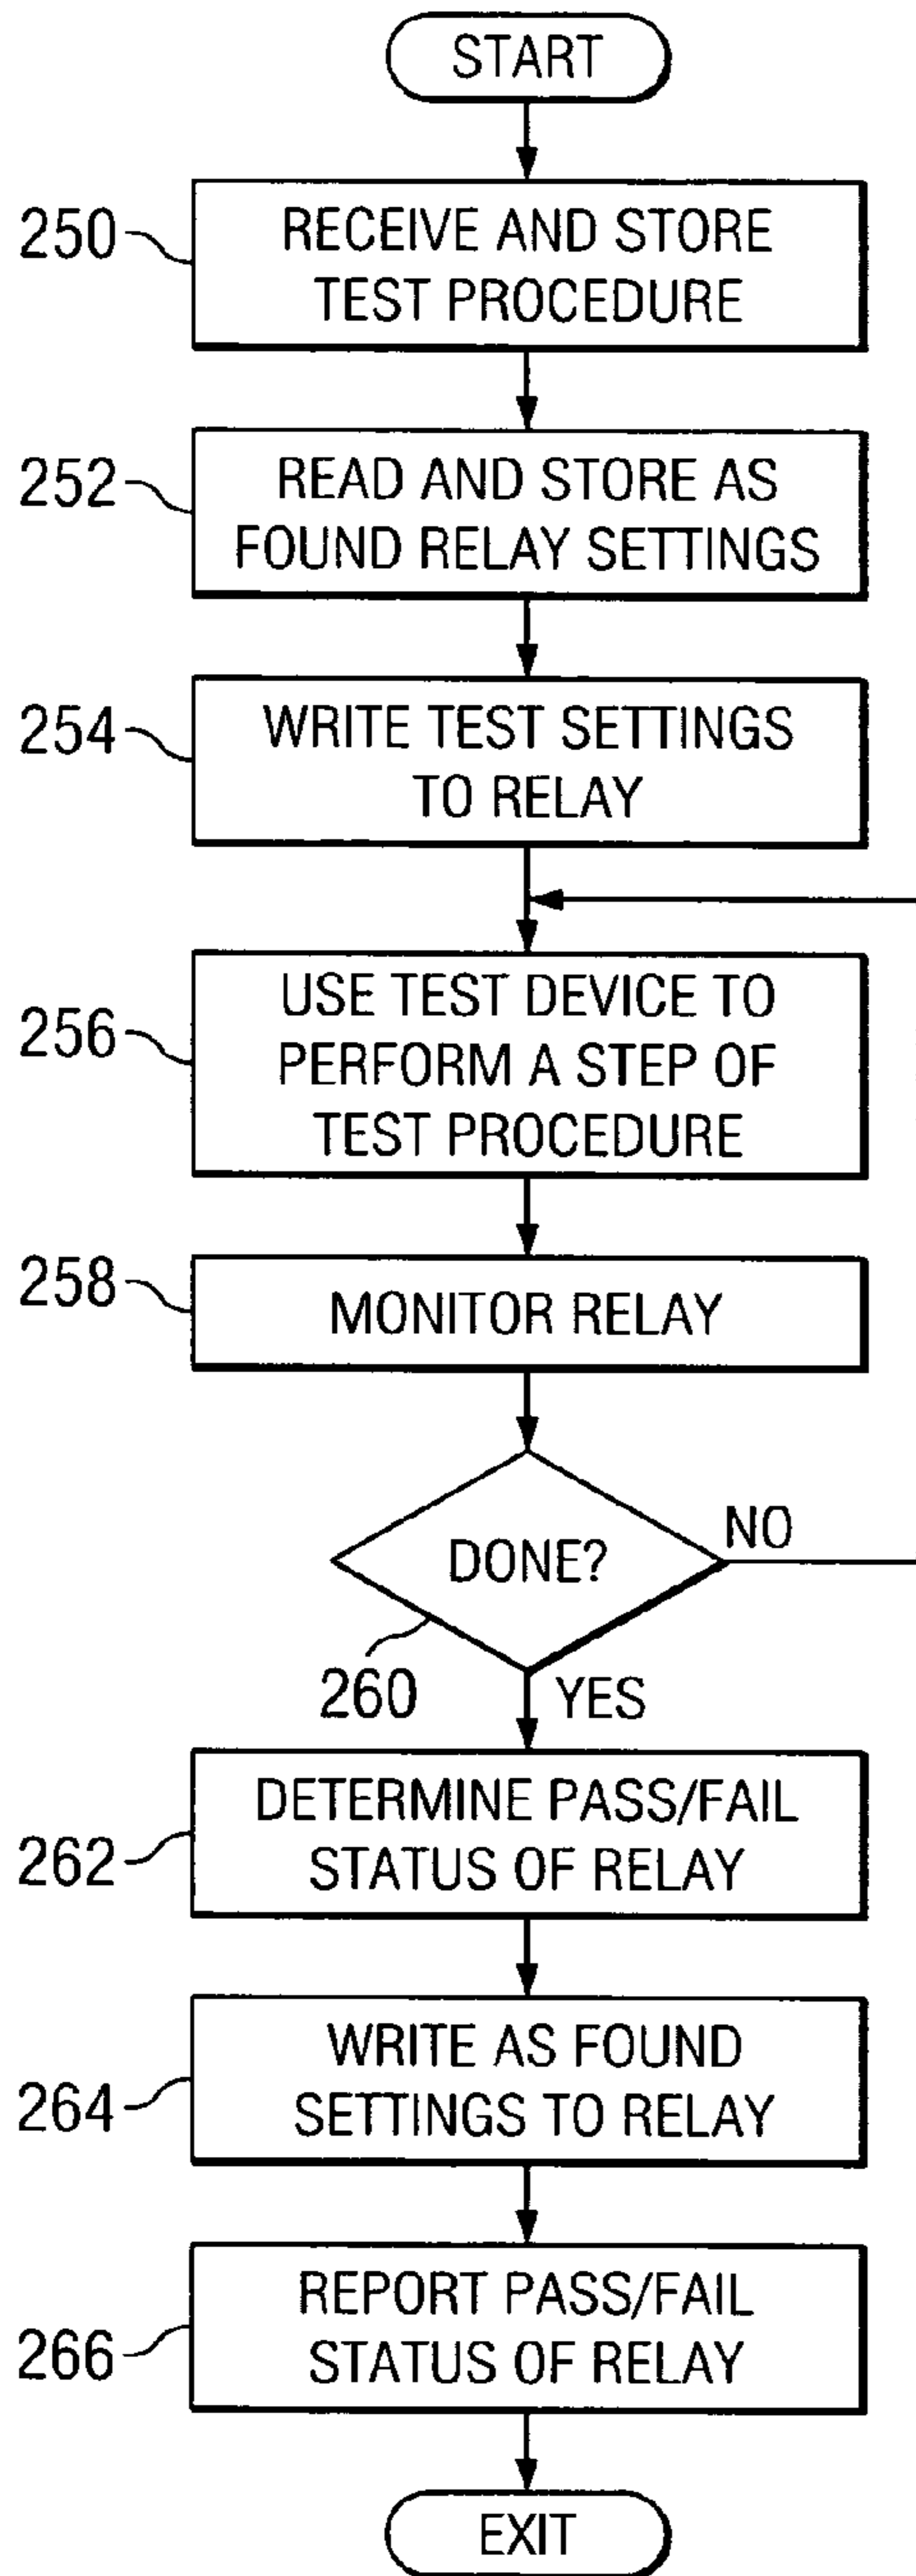 START
250
RECEIVE AND STORE
TEST PROCEDURE
252
READ AND STORE AS
FOUND RELAY SETTINGS
254
WRITE TEST SETTINGS
TO RELAY
256
USE TEST DEVICE TO
PERFORM A STEP OF
TEST PROCEDURE
258
MONITOR RELAY
DONE?
NO
260
YES
262
DETERMINE PASS/FAIL
STATUS OF RELAY
264
WRITE AS FOUND
SETTINGS TO RELAY
266
REPORT PASS/FAIL
STATUS OF RELAY
EXIT